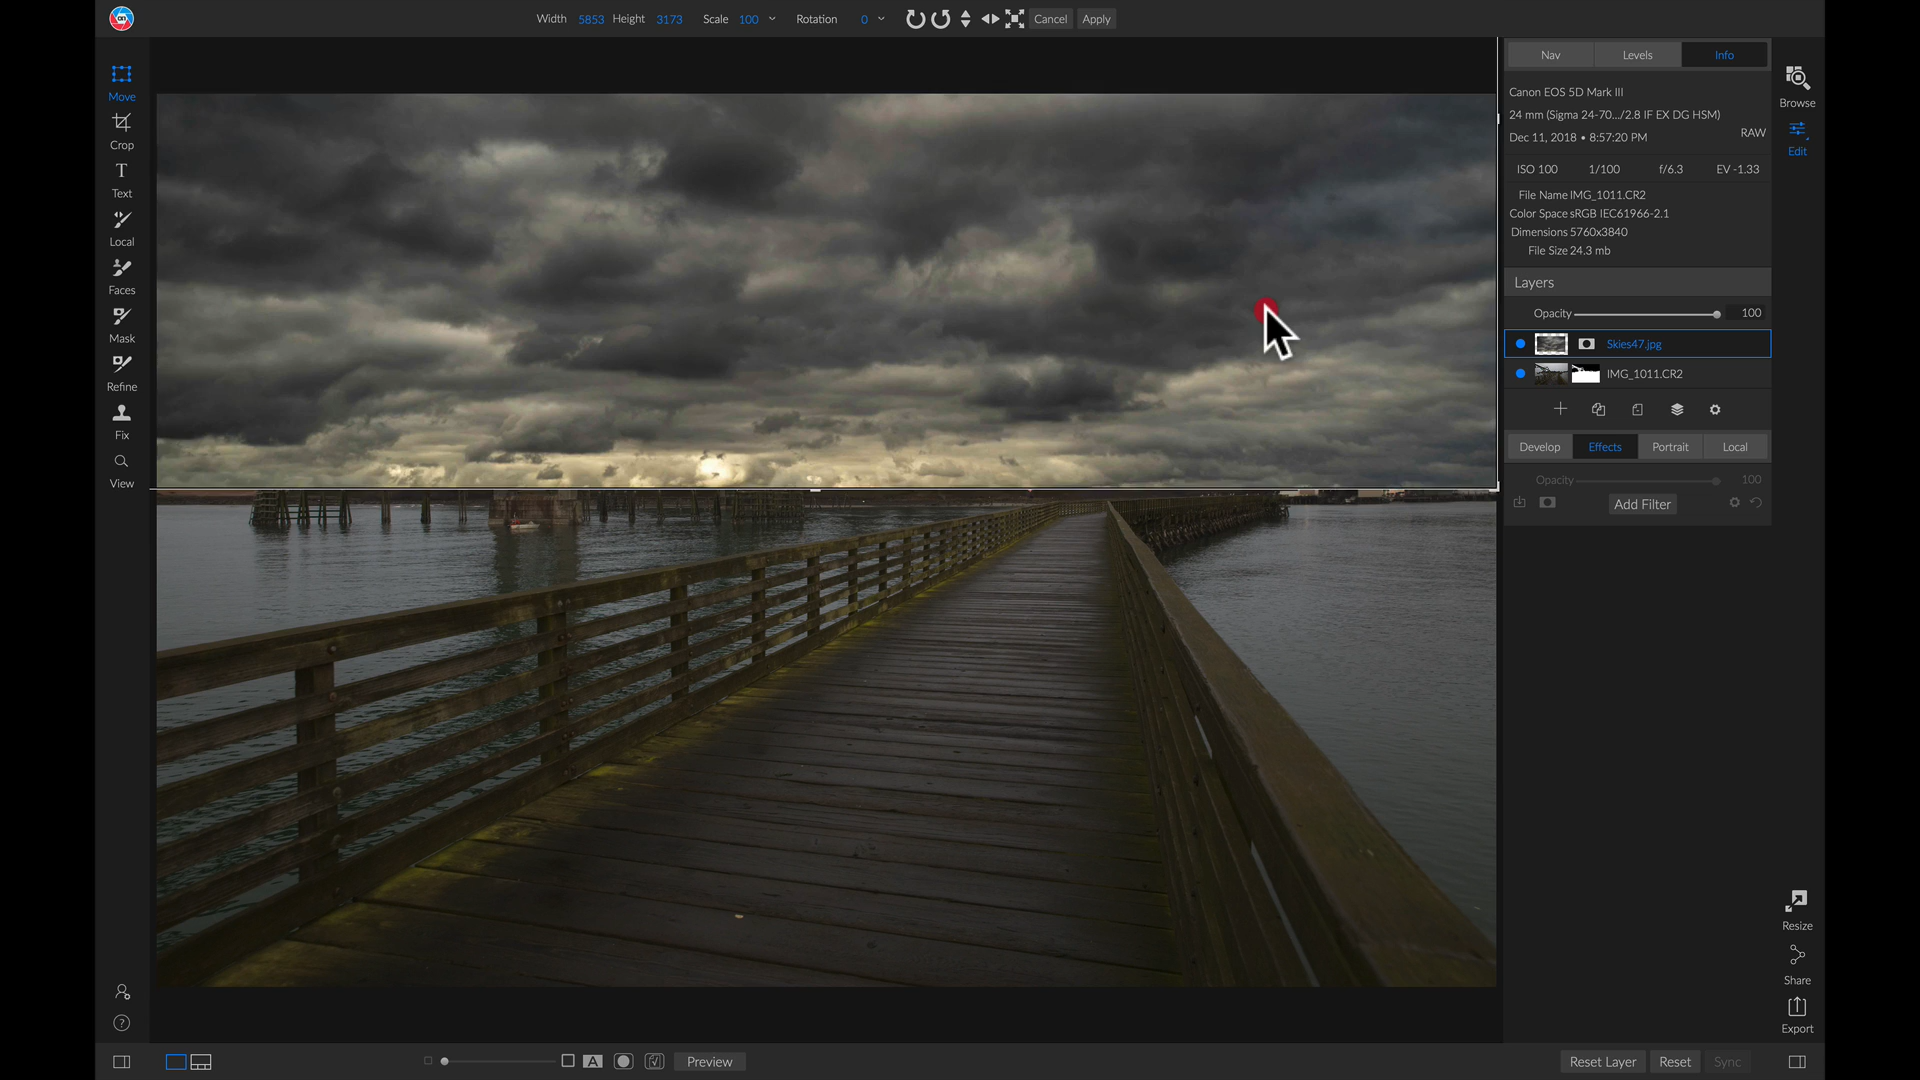 Width 5853 Height 3173 Scale 100 Rotation 0 Cancel Apply
Move
Crop
Text
Local
Faces
Mask
Refine
Fix
View
Nav Levels Info
Canon EOS 5D Mark III
24 mm (Sigma 24-70.../2.8 IF EX DG HSM)
Dec 11, 2018 • 8:57:20 PM RAW
ISO 100 1/100 f/6.3 EV -1.33
File Name IMG_1011.CR2
Color Space sRGB IEC61966-2.1
Dimensions 5760x3840
File Size 24.3 mb
Layers
Opacity 100
Skies47.jpg
IMG_1011.CR2
Develop Effects Portrait Local
Opacity 100
Add Filter
Browse
Edit
Resize
Share
Export
A Preview
Reset Layer Reset Sync